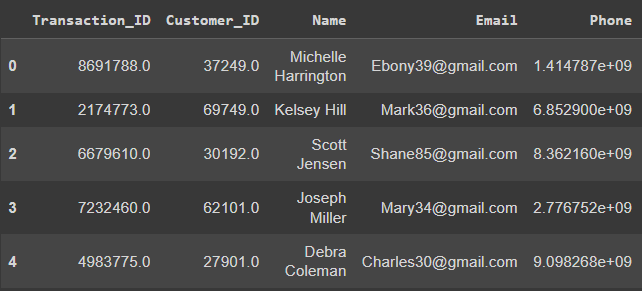 Transaction_ID Customer_ID Name Email Phone
0 8691788.0 37249.0 Michelle Harrington Ebony39@gmail.com 1.414787e+09
1 2174773.0 69749.0 Kelsey Hill Mark36@gmail.com 6.852900e+09
2 6679610.0 30192.0 Scott Jensen Shane85@gmail.com 8.362160e+09
3 7232460.0 62101.0 Joseph Miller Mary34@gmail.com 2.776752e+09
4 4983775.0 27901.0 Debra Coleman Charles30@gmail.com 9.098268e+09